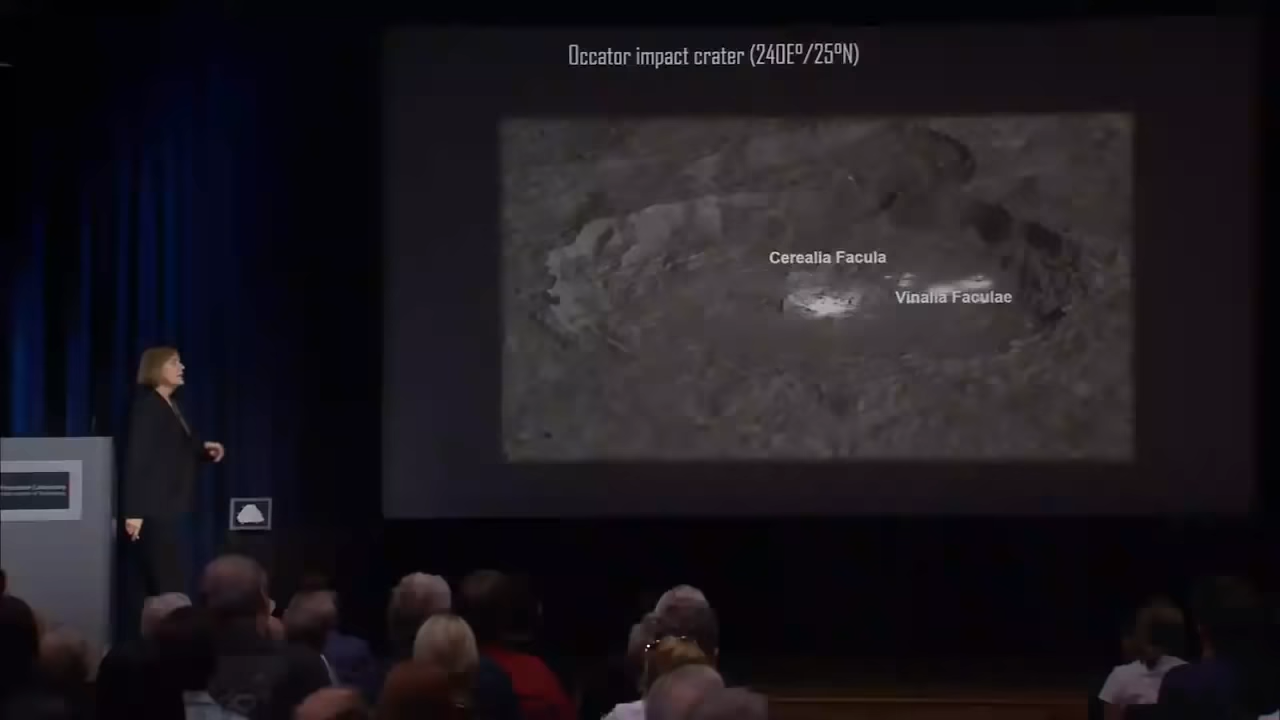 Occator impact crater (240E°/25°N)
Cerealia Facula
Vinalia Faculae